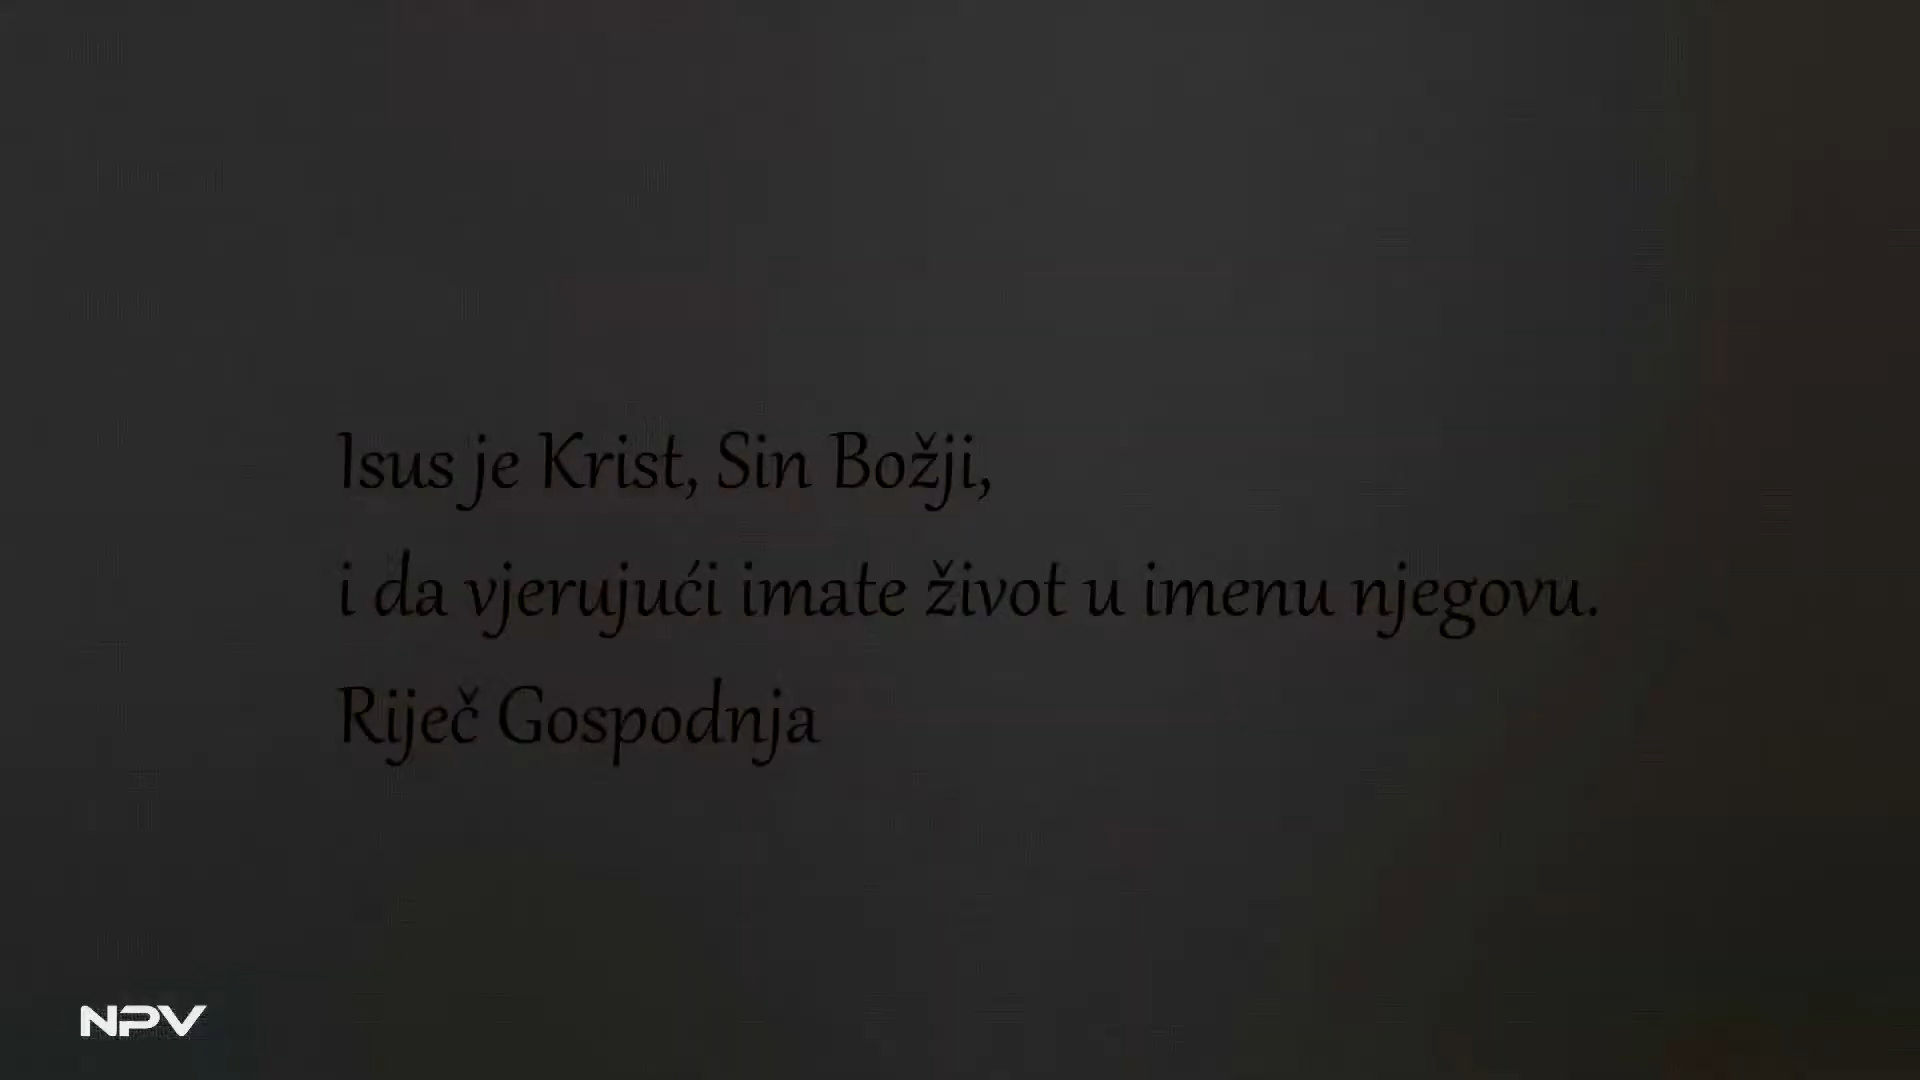 Isus je Krist, Sin Božji,
i da vjerujući imate život u imenu njegovu.
Riječ Gospodnja
NPV